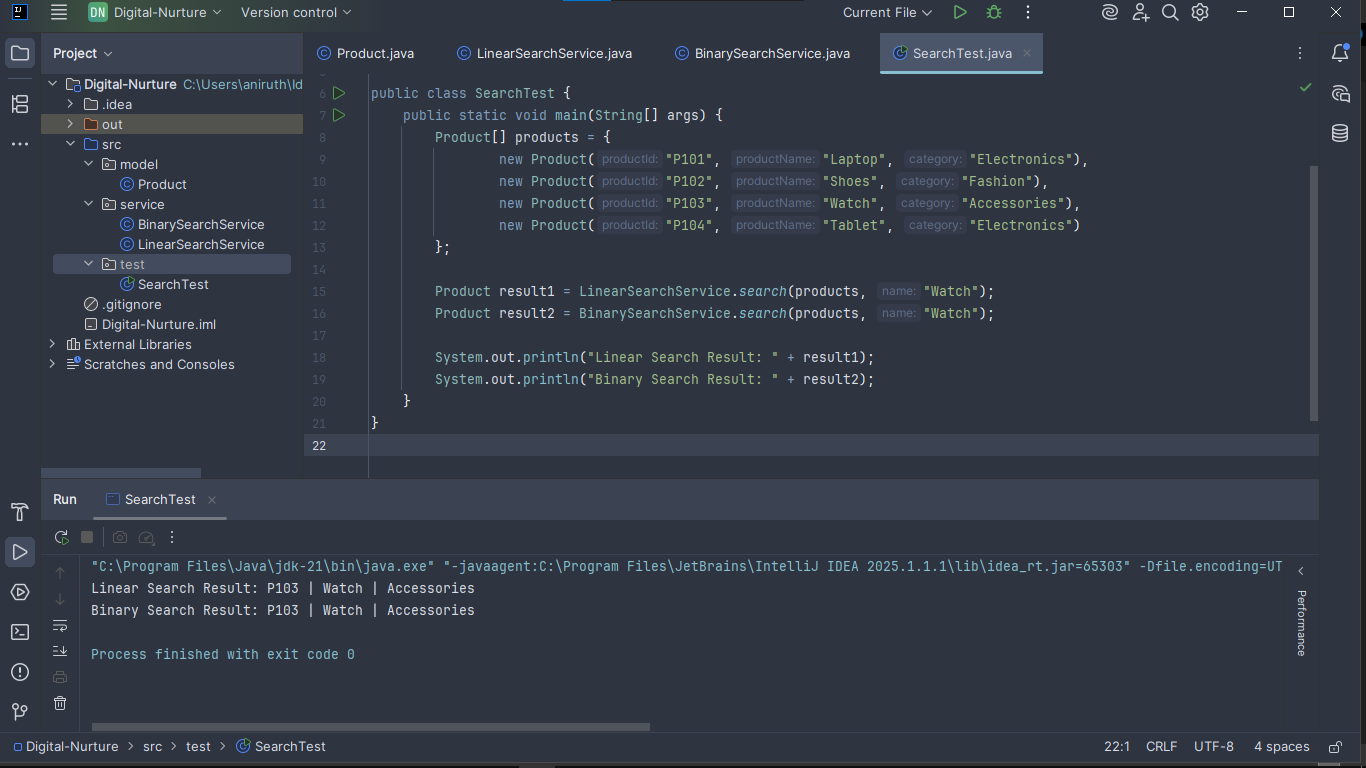 DN Digital-Nurture Version control Current File
Project
Product.java LinearSearchService.java BinarySearchService.java SearchTest.java
Digital-Nurture C:\Users\aniruth\Id
.idea
out
src
model
Product
service
BinarySearchService
LinearSearchService
test
SearchTest
.gitignore
Digital-Nurture.iml
External Libraries
Scratches and Consoles
6 public class SearchTest {
7 public static void main(String[] args) {
8 Product[] products = {
9 new Product( productId: "P101", productName: "Laptop", category: "Electronics"),
10 new Product( productId: "P102", productName: "Shoes", category: "Fashion"),
11 new Product( productId: "P103", productName: "Watch", category: "Accessories"),
12 new Product( productId: "P104", productName: "Tablet", category: "Electronics")
13 };
14
15 Product result1 = LinearSearchService.search(products, name: "Watch");
16 Product result2 = BinarySearchService.search(products, name: "Watch");
17
18 System.out.println("Linear Search Result: " + result1);
19 System.out.println("Binary Search Result: " + result2);
20 }
21 }
22
Run SearchTest
"C:\Program Files\Java\jdk-21\bin\java.exe" "-javaagent:C:\Program Files\JetBrains\IntelliJ IDEA 2025.1.1.1\lib\idea_rt.jar=65303" -Dfile.encoding=UT
Linear Search Result: P103 | Watch | Accessories
Binary Search Result: P103 | Watch | Accessories
Process finished with exit code 0
Performance
Digital-Nurture > src > test > SearchTest 22:1 CRLF UTF-8 4 spaces